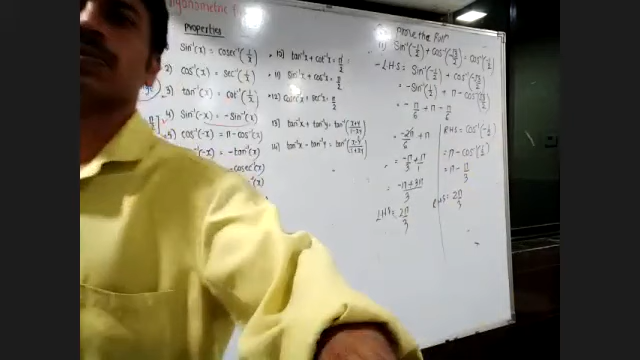 Properties
sin⁻¹(x) = cosec⁻¹(1/x)
2) cos⁻¹(x) = sec⁻¹(1/x)
3) tan⁻¹(x) = cot⁻¹(1/x)
4) sin⁻¹(-x) = -sin⁻¹(x)
5) cos⁻¹(-x) = π - cos⁻¹(x)
(-x) = -tan⁻¹(x)
-cosec⁻¹(x)
10) tan⁻¹x + cot⁻¹x = π/2
11) sin⁻¹x + cos⁻¹x = π/2
12) cosec⁻¹x + sec⁻¹x = π/2
13) tan⁻¹x + tan⁻¹y = tan⁻¹(x+y/1-xy)
14) tan⁻¹x - tan⁻¹y = tan⁻¹(x-y/1+xy)
Prove the foll
11) sin⁻¹(-1/2) + cos⁻¹(-√3/2) = cos⁻¹(-1/2)
LHS = sin⁻¹(-1/2) + cos⁻¹(-√3/2)
= -sin⁻¹(1/2) + π - cos⁻¹(√3/2)
= -π/6 + π - π/6
= -2π/6 + π
= -π/3 + π/1
= -π+3π/3
LHS = 2π/3
RHS = cos⁻¹(-1/2)
= π - cos⁻¹(1/2)
= π - π/3
RHS = 2π/3